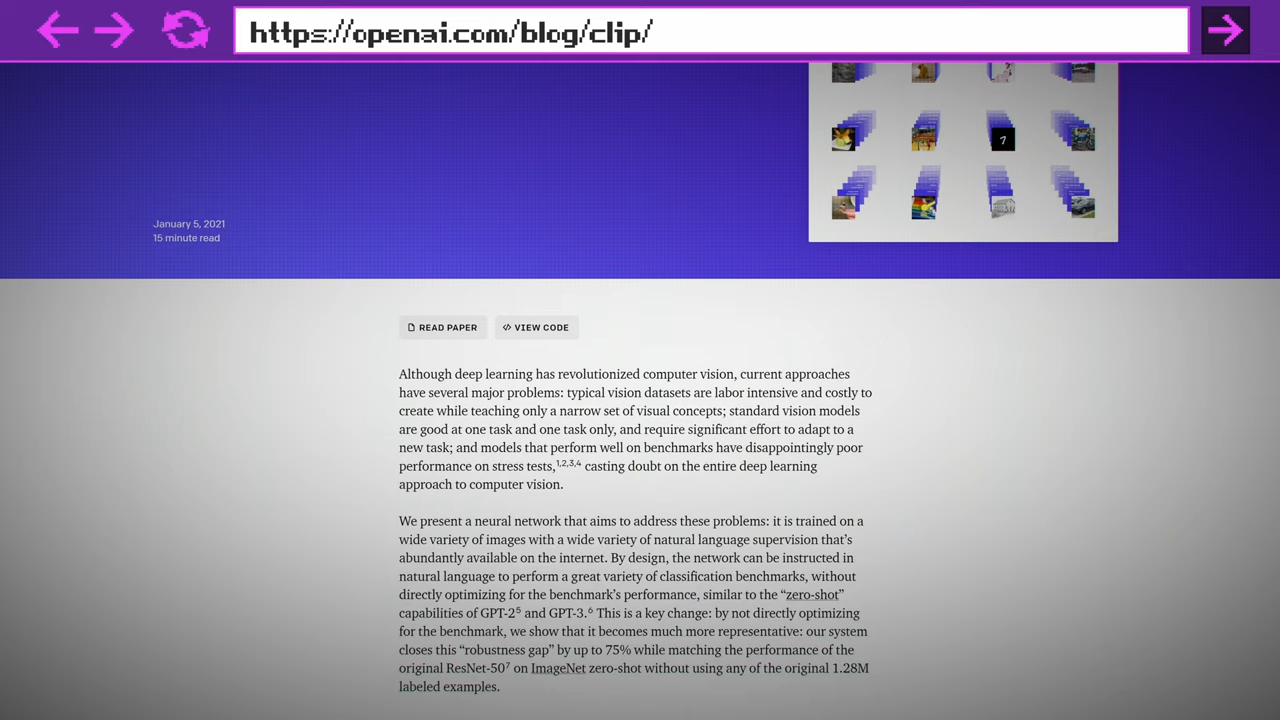 https://openai.com/blog/clip/
January 5, 2021
15 minute read
READ PAPER
VIEW CODE
Although deep learning has revolutionized computer vision, current approaches
have several major problems: typical vision datasets are labor intensive and costly to
create while teaching only a narrow set of visual concepts; standard vision models
are good at one task and one task only, and require significant effort to adapt to a
new task; and models that perform well on benchmarks have disappointingly poor
performance on stress tests,1,2,3,4 casting doubt on the entire deep learning
approach to computer vision.
We present a neural network that aims to address these problems: it is trained on a
wide variety of images with a wide variety of natural language supervision that’s
abundantly available on the internet. By design, the network can be instructed in
natural language to perform a great variety of classification benchmarks, without
directly optimizing for the benchmark’s performance, similar to the “zero-shot”
capabilities of GPT-2⁵ and GPT-3.⁶ This is a key change: by not directly optimizing
for the benchmark, we show that it becomes much more representative: our system
closes this “robustness gap” by up to 75% while matching the performance of the
original ResNet-50⁷ on ImageNet zero-shot without using any of the original 1.28M
labeled examples.